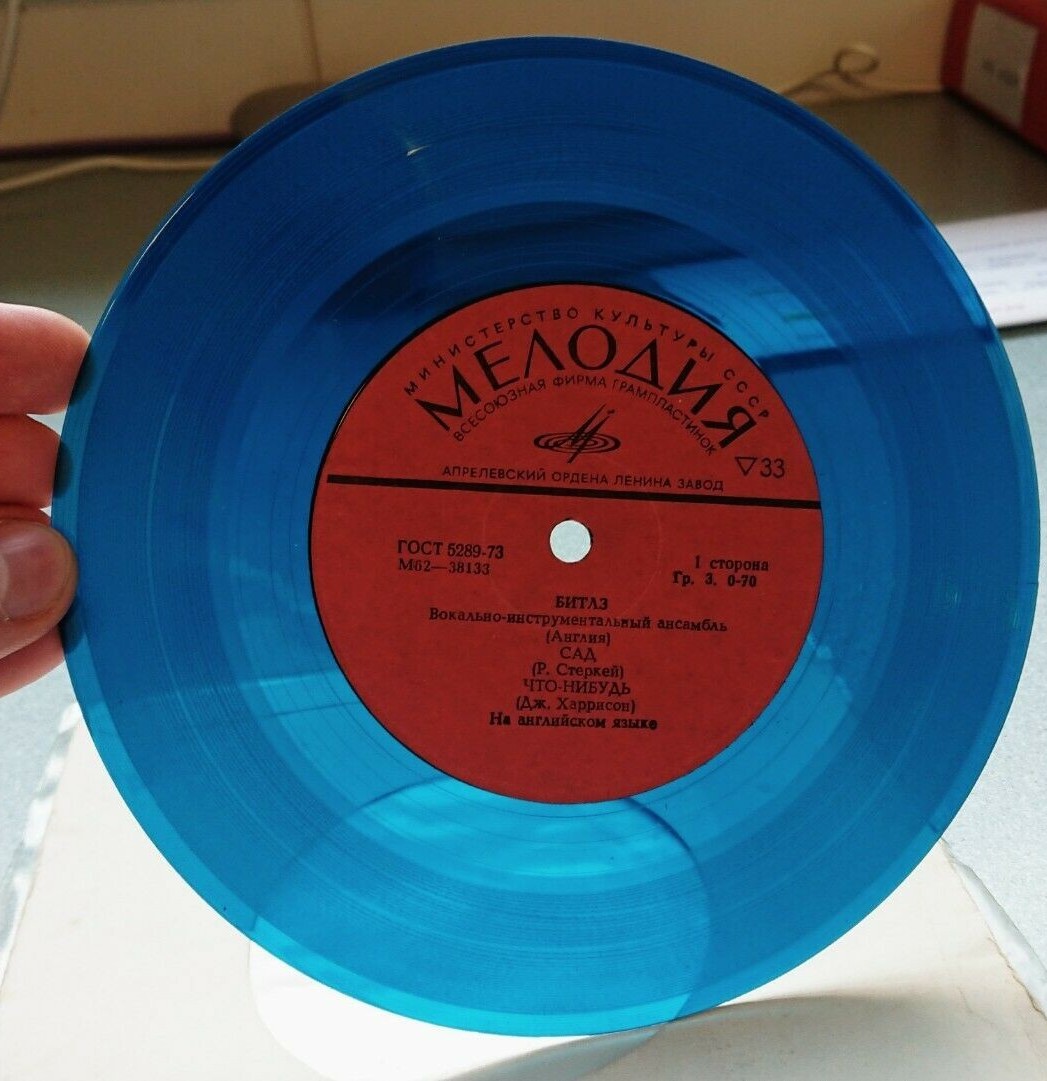 МИНИСТЕРСТВО КУЛЬТУРЫ СССР
МЕЛОДИЯ
ВСЕСОЮЗНАЯ ФИРМА ГРАМПЛАСТИНОК
33
АПРЕЛЕВСКИЙ ОРДЕНА ЛЕНИНА ЗАВОД
ГОСТ 5289-73
М62—38133
I сторона
Гр. 3. 0-70
БИТЛЗ
Вокально-инструментальный ансамбль
(Англия)
САД
(Р. Стеркей)
ЧТО-НИБУДЬ
(Дж. Харрисон)
На английском языке